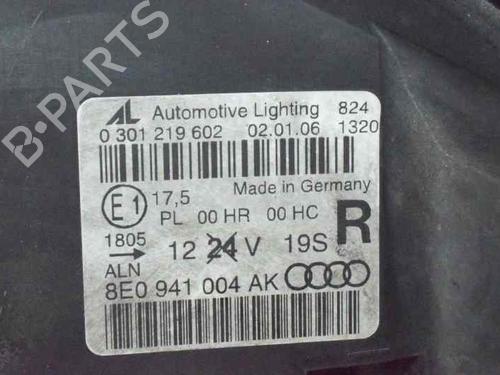 B-PARTS
AL Automotive Lighting 824
0 301 219 602 02.01.06 1320
E1 17,5 Made in Germany
PL 00 HR 00 HC
1805 12 24 V 19S R
ALN
8E0 941 004 AK